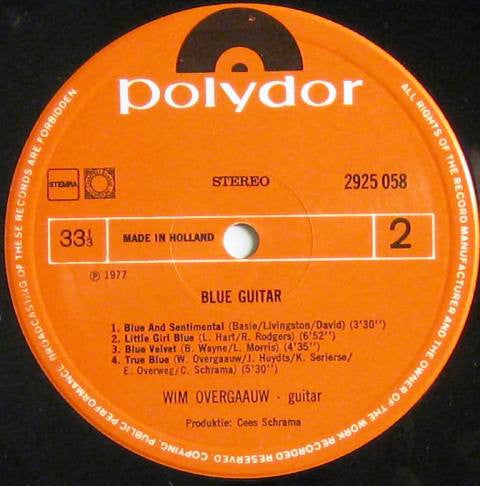 polydor
STEMRA
STEREO
2925 058
33⅓
MADE IN HOLLAND
2
℗ 1977
BLUE GUITAR
1. Blue And Sentimental (Basie/Livingston/David) (3'30'')
2. Little Girl Blue (L. Hart/R. Rodgers) (6'52'')
3. Blue Velvet (B. Wayne/L. Morris) (4'35'')
4. True Blue (W. Overgaauw/J. Huydts/K. Serierse/
E. Overweg/C. Schrama) (5'30'')
WIM OVERGAAUW - guitar
Produktie: Cees Schrama
ALL RIGHTS OF THE RECORD MANUFACTURER AND THE OWNER OF THE WORK RECORDED RESERVED. COPYING, PUBLIC PERFORMANCE, BROADCASTING OF THESE RECORDS ARE FORBIDDEN.